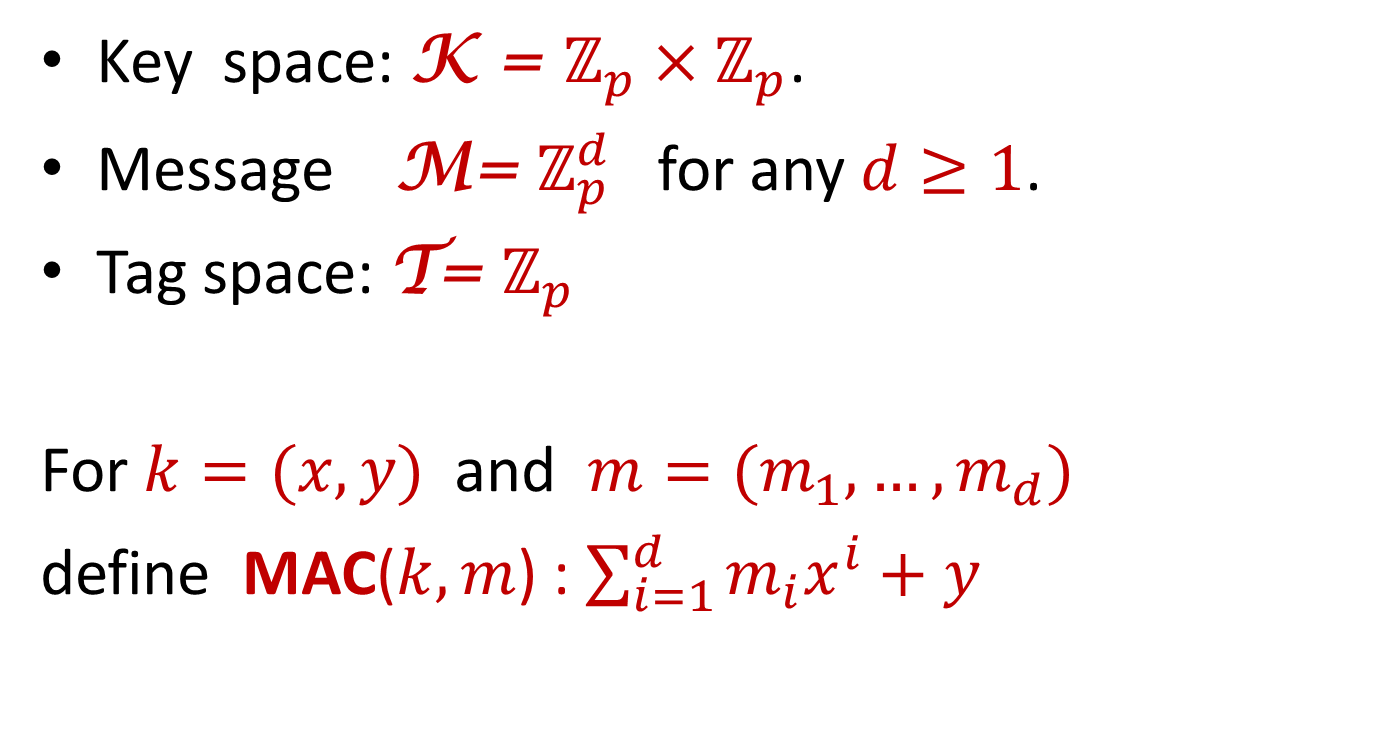 • Key space: 𝒦 = ℤₚ × ℤₚ.
• Message ℳ= ℤₚᵈ for any d ≥ 1.
• Tag space: 𝒯= ℤₚ
For k = (x, y) and m = (m₁, … , m_d)
define MAC(k, m) : ∑ᵢ₌₁ᵈ mᵢxⁱ + y